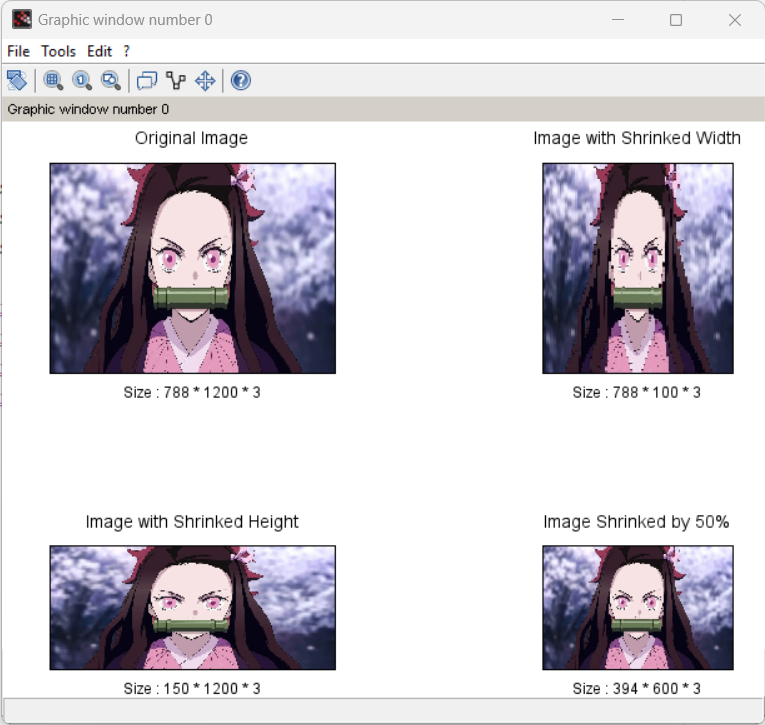 Graphic window number 0
File Tools Edit ?
Graphic window number 0
Original Image
Image with Shrinked Width
Size : 788 * 1200 * 3
Size : 788 * 100 * 3
Image with Shrinked Height
Image Shrinked by 50%
Size : 150 * 1200 * 3
Size : 394 * 600 * 3